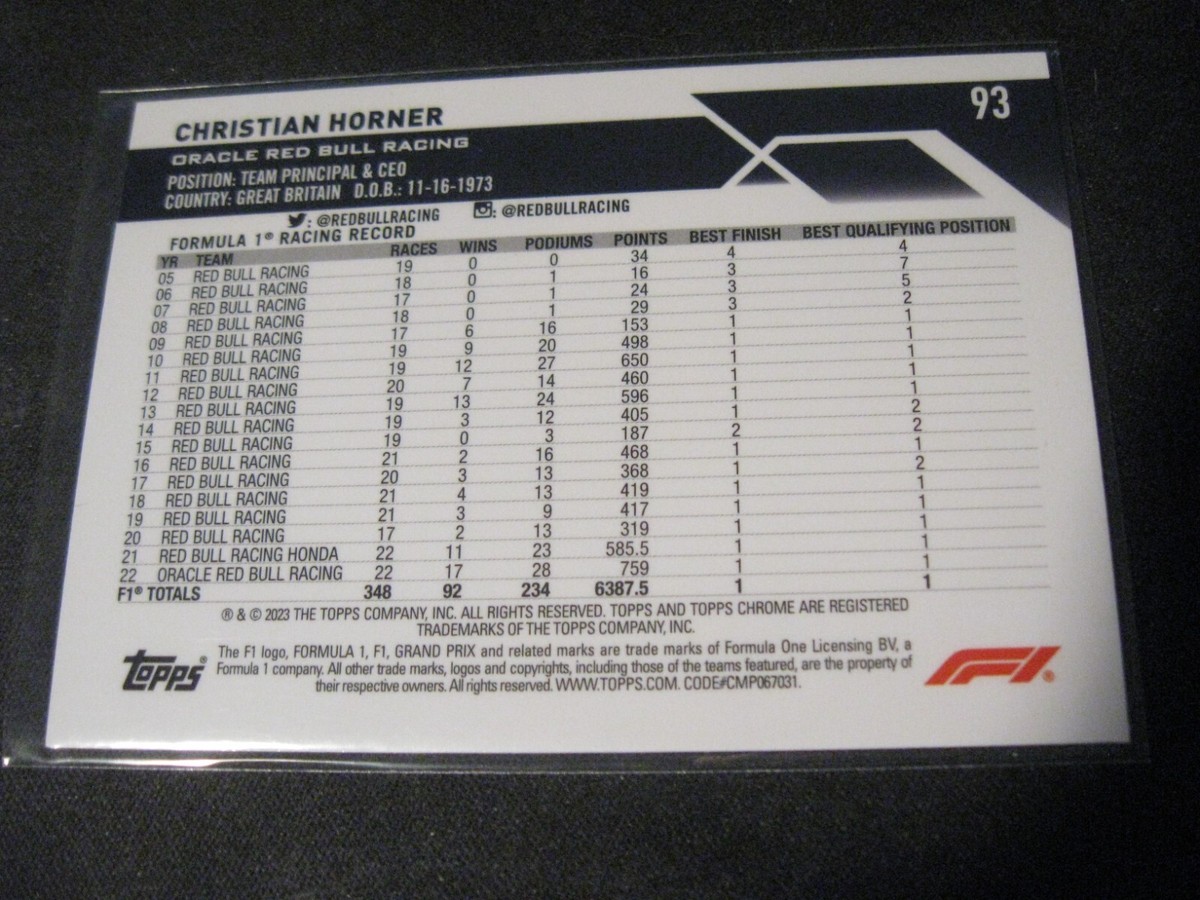 93
CHRISTIAN HORNER
ORACLE RED BULL RACING
POSITION: TEAM PRINCIPAL & CEO
COUNTRY: GREAT BRITAIN D.O.B.: 11-16-1973
: @REDBULLRACING : @REDBULLRACING
FORMULA 1® RACING RECORD
YR TEAM RACES WINS PODIUMS POINTS BEST FINISH BEST QUALIFYING POSITION
05 RED BULL RACING 19 0 0 34 4 4
06 RED BULL RACING 18 0 1 16 3 7
07 RED BULL RACING 17 0 1 24 3 5
08 RED BULL RACING 18 0 1 29 3 2
09 RED BULL RACING 17 6 16 153 1 1
10 RED BULL RACING 19 9 20 498 1 1
11 RED BULL RACING 19 12 27 650 1 1
12 RED BULL RACING 20 7 14 460 1 1
13 RED BULL RACING 19 13 24 596 1 1
14 RED BULL RACING 19 3 12 405 1 2
15 RED BULL RACING 19 0 3 187 2 2
16 RED BULL RACING 21 2 16 468 1 1
17 RED BULL RACING 20 3 13 368 1 2
18 RED BULL RACING 21 4 13 419 1 1
19 RED BULL RACING 21 3 9 417 1 1
20 RED BULL RACING 17 2 13 319 1 1
21 RED BULL RACING HONDA 22 11 23 585.5 1 1
22 ORACLE RED BULL RACING 22 17 28 759 1 1
F1® TOTALS 348 92 234 6387.5 1 1
® & © 2023 THE TOPPS COMPANY, INC. ALL RIGHTS RESERVED. TOPPS AND TOPPS CHROME ARE REGISTERED
TRADEMARKS OF THE TOPPS COMPANY, INC.
The F1 logo, FORMULA 1, F1, GRAND PRIX and related marks are trade marks of Formula One Licensing BV, a
Formula 1 company. All other trade marks, logos and copyrights, including those of the teams featured, are the property of
their respective owners. All rights reserved. WWW.TOPPS.COM. CODE#CMP067031.
Topps®
F1®